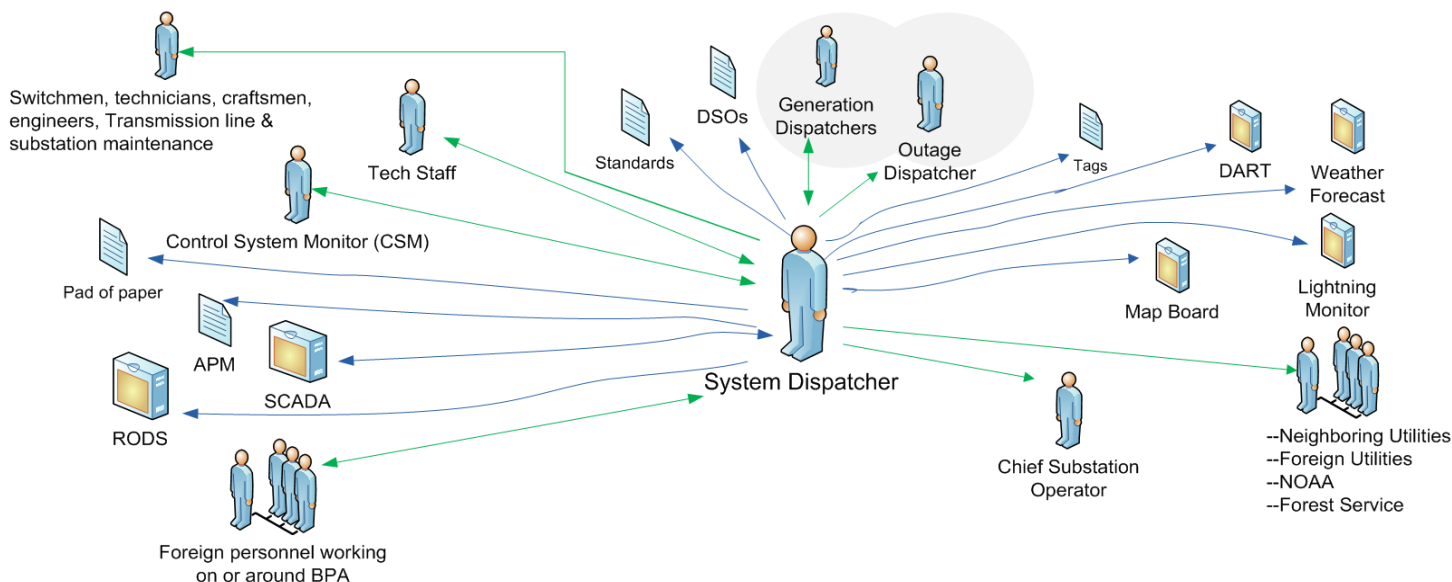 Switchmen, technicians, craftsmen,
engineers, Transmission line &
substation maintenance
Tech Staff
Control System Monitor (CSM)
Pad of paper
APM
SCADA
RODS
Foreign personnel working
on or around BPA
Standards
DSOs
Generation
Dispatchers
Outage
Dispatcher
Tags
DART
Weather
Forecast
Lightning
Monitor
Map Board
System Dispatcher
Chief Substation
Operator
--Neighboring Utilities
--Foreign Utilities
--NOAA
--Forest Service